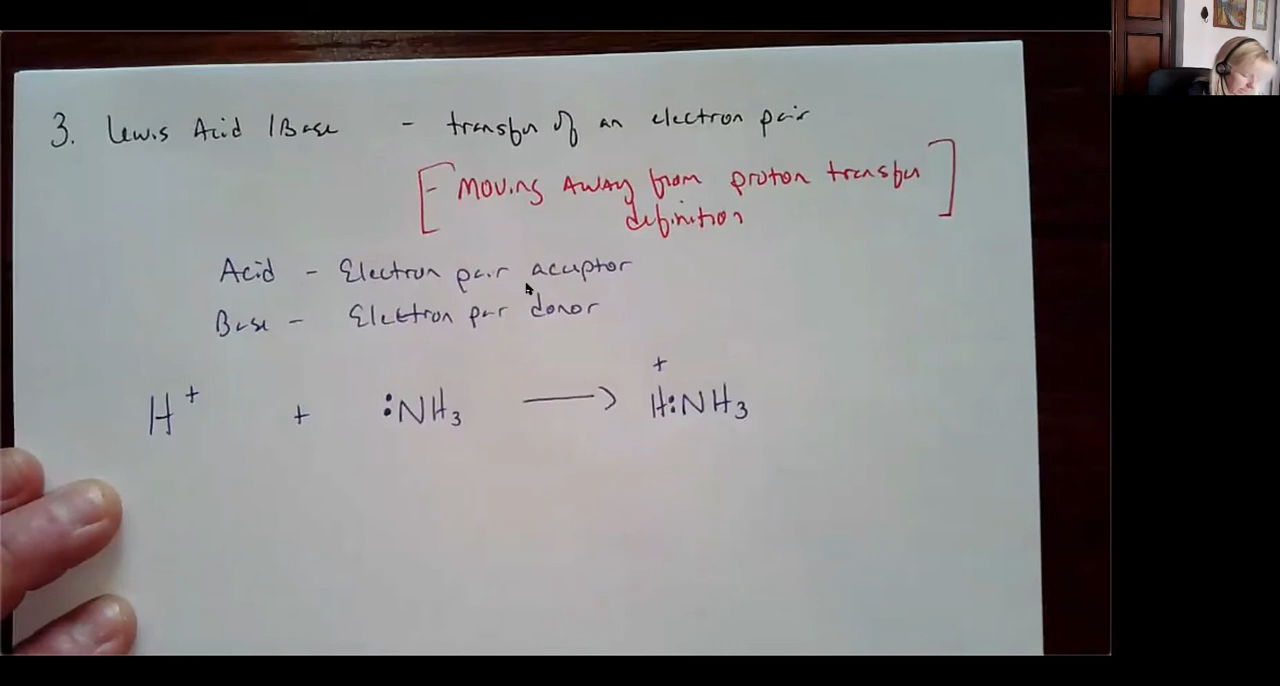 3. Lewis Acid / Base - transfer of an electron pair
[- Moving Away from proton transfer
definition]
Acid - Electron pair acceptor
Base - Electron pair donor
H⁺ + :NH₃ ⟶ H⁺:NH₃